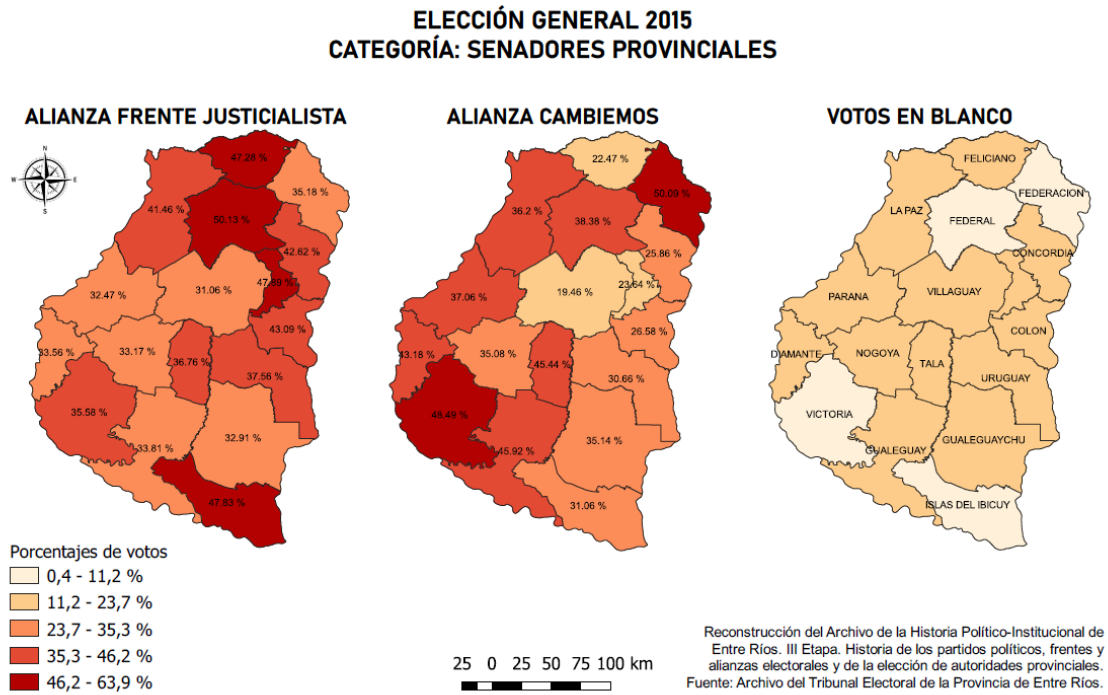 ELECCIÓN GENERAL 2015
CATEGORÍA: SENADORES PROVINCIALES
ALIANZA FRENTE JUSTICIALISTA
N
W E
S
47.28 %
35.18 %
41.46 %
50.13 %
42.62 %
47.89 %
31.06 %
32.47 %
43.09 %
33.56 %
33.17 %
36.76 %
37.56 %
35.58 %
32.91 %
33.81 %
47.83 %
ALIANZA CAMBIEMOS
22.47 %
50.09 %
36.2 %
38.38 %
25.86 %
23.64 %
19.46 %
37.06 %
26.58 %
43.18 %
35.08 %
45.44 %
30.66 %
48.49 %
35.14 %
45.92 %
31.06 %
VOTOS EN BLANCO
FELICIANO
FEDERACION
LA PAZ
FEDERAL
CONCORDIA
VILLAGUAY
PARANA
COLON
DIAMANTE
NOGOYA
TALA
URUGUAY
VICTORIA
GUALEGUAYCHU
GUALEGUAY
ISLAS DEL IBICUY
Porcentajes de votos
0,4 - 11,2 %
11,2 - 23,7 %
23,7 - 35,3 %
35,3 - 46,2 %
46,2 - 63,9 %
25 0 25 50 75 100 km
Reconstrucción del Archivo de la Historia Político-Institucional de
Entre Ríos. III Etapa. Historia de los partidos políticos, frentes y
alianzas electorales y de la elección de autoridades provinciales.
Fuente: Archivo del Tribunal Electoral de la Provincia de Entre Ríos.